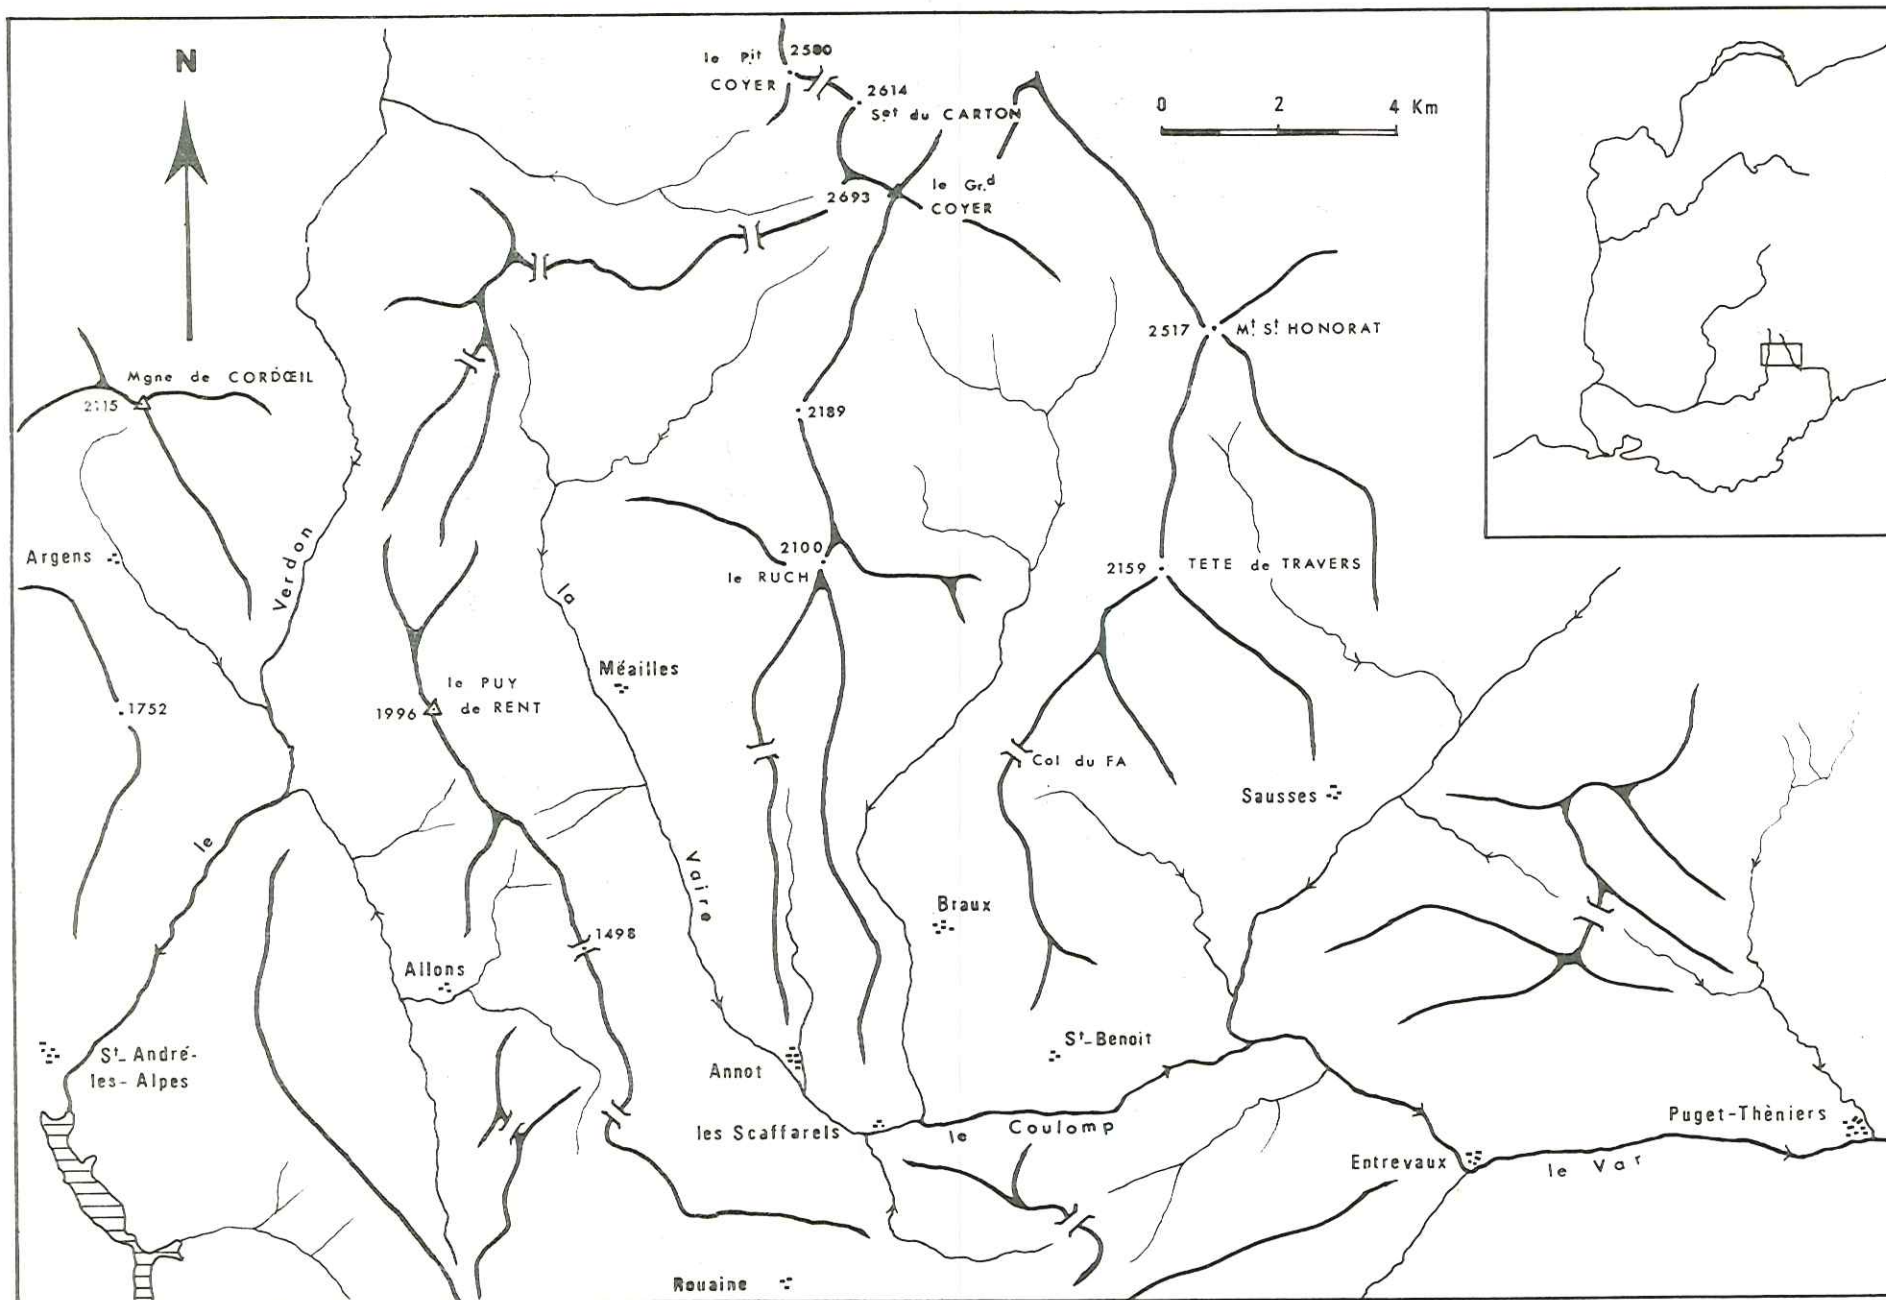 N
le Pit 2580
COYER
2614
Set du CARTON
0 2 4 Km
le Gr.d
2693
COYER
2517 Mt St HONORAT
Mgne de CORDŒIL
2115
2189
Argens
Verdon
2100
le RUCH
2159 TETE de TRAVERS
la
Méailles
le PUY
1996 de RENT
1752
Col du FA
Sausses
le
Vaire
Braux
1498
Allons
St-André-
les-Alpes
St-Benoit
Annot
Puget-Thèniers
les Scaffarels
le Coulomp
Entrevaux
le Var
Rouaine